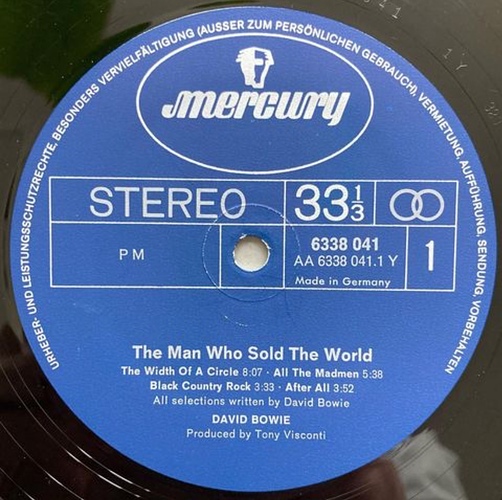 URHEBER- UND LEISTUNGSSCHUTZRECHTE, BESONDERS VERVIELFÄLTIGUNG (AUSSER ZUM PERSÖNLICHEN GEBRAUCH), VERMIETUNG, AUFFÜHRUNG, SENDUNG, VORBEHALTEN
mercury
STEREO 33 1/3
PM
6338 041
AA 6338 041.1 Y
Made in Germany
1
The Man Who Sold The World
The Width Of A Circle 8:07 · All The Madmen 5:38
Black Country Rock 3:33 · After All 3:52
All selections written by David Bowie
DAVID BOWIE
Produced by Tony Visconti